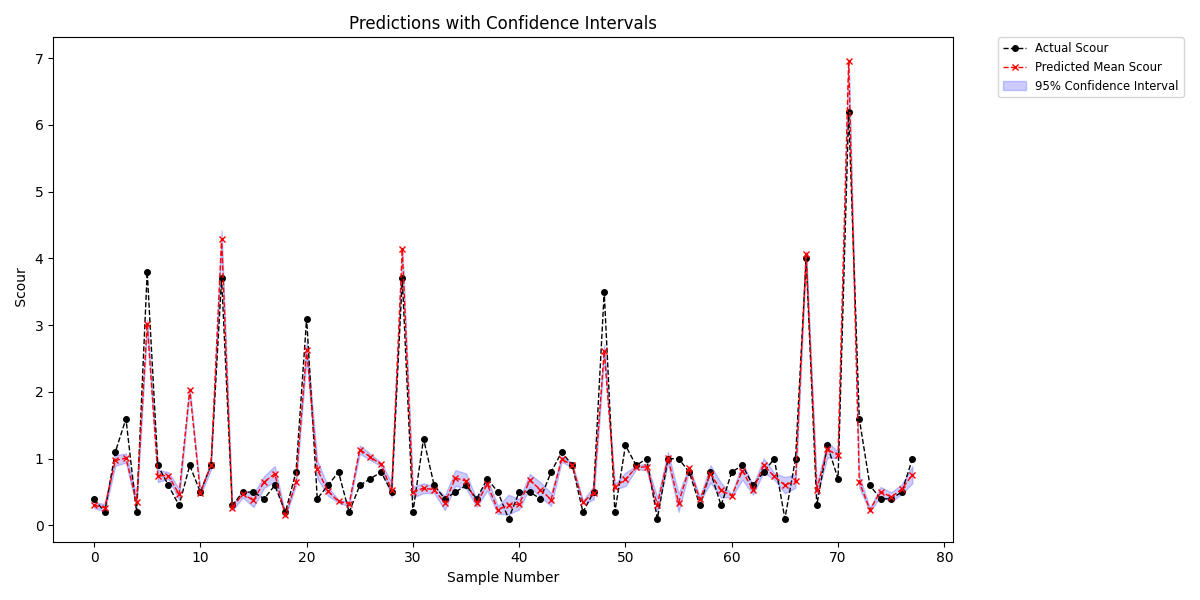 Predictions with Confidence Intervals
Actual Scour
Predicted Mean Scour
95% Confidence Interval
Scour
7
6
5
4
3
2
1
0
0 10 20 30 40 50 60 70 80
Sample Number